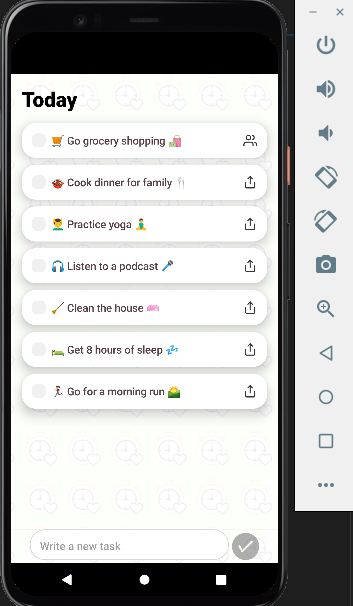 Today
Go grocery shopping
Cook dinner for family
Practice yoga
Listen to a podcast
Clean the house
Get 8 hours of sleep
Go for a morning run
Write a new task